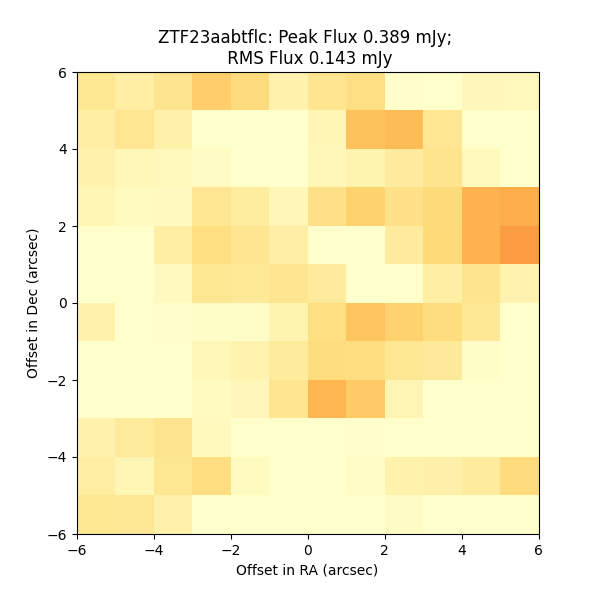 ZTF23aabtflc: Peak Flux 0.389 mJy;
RMS Flux 0.143 mJy
6
4
2
0
−2
−4
−6
Offset in Dec (arcsec)
−6 −4 −2 0 2 4 6
Offset in RA (arcsec)